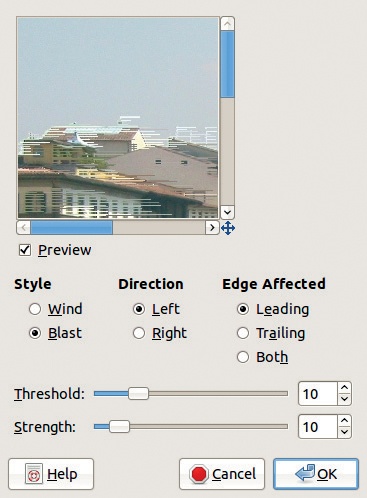 Preview
Style Direction Edge Affected
Wind Left Leading
Blast Right Trailing
Both
Threshold: 10
Strength: 10
Help Cancel OK